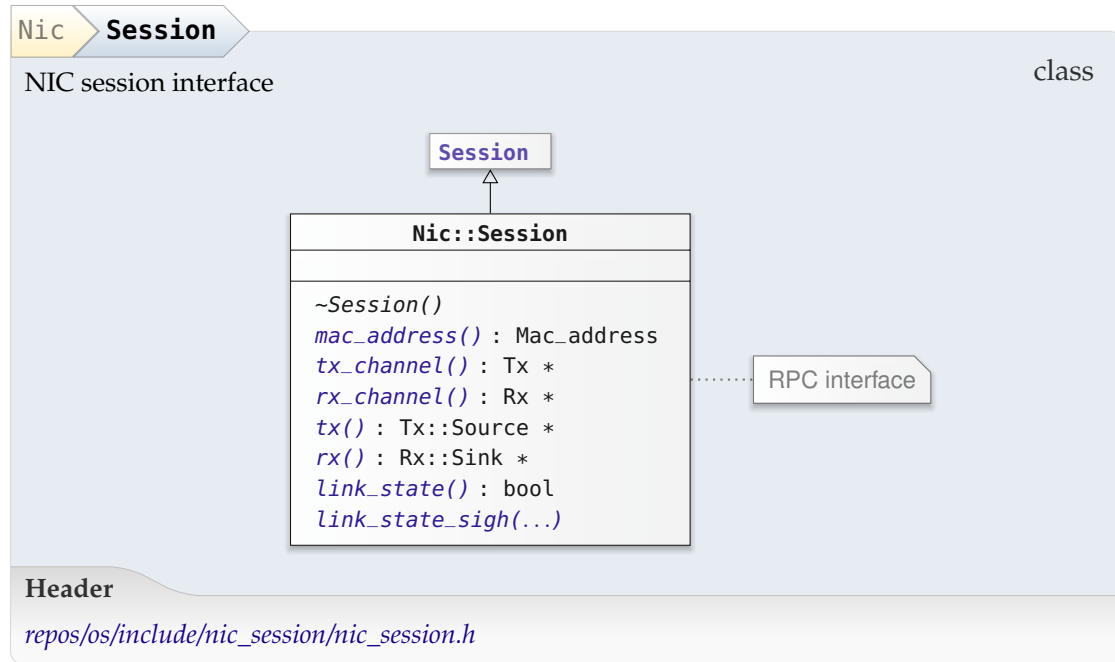 Nic Session
NIC session interface
class
Session
Nic::Session
~Session()
mac_address() : Mac_address
tx_channel() : Tx *
rx_channel() : Rx *
tx() : Tx::Source *
rx() : Rx::Sink *
link_state() : bool
link_state_sigh(...)
RPC interface
Header
repos/os/include/nic_session/nic_session.h